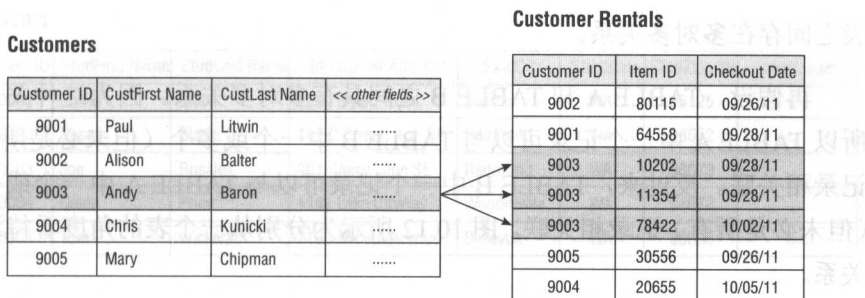 Customers
Customer ID CustFirst Name CustLast Name << other fields >>
9001 Paul Litwin
9002 Alison Balter ......
9003 Andy Baron ......
9004 Chris Kunicki ......
9005 Mary Chipman ......
Customer Rentals
Customer ID Item ID Checkout Date
9002 80115 09/26/11
9001 64558 09/28/11
9003 10202 09/28/11
9003 11354 09/28/11
9003 78422 10/02/11
9005 30556 09/26/11
9004 20655 10/05/11